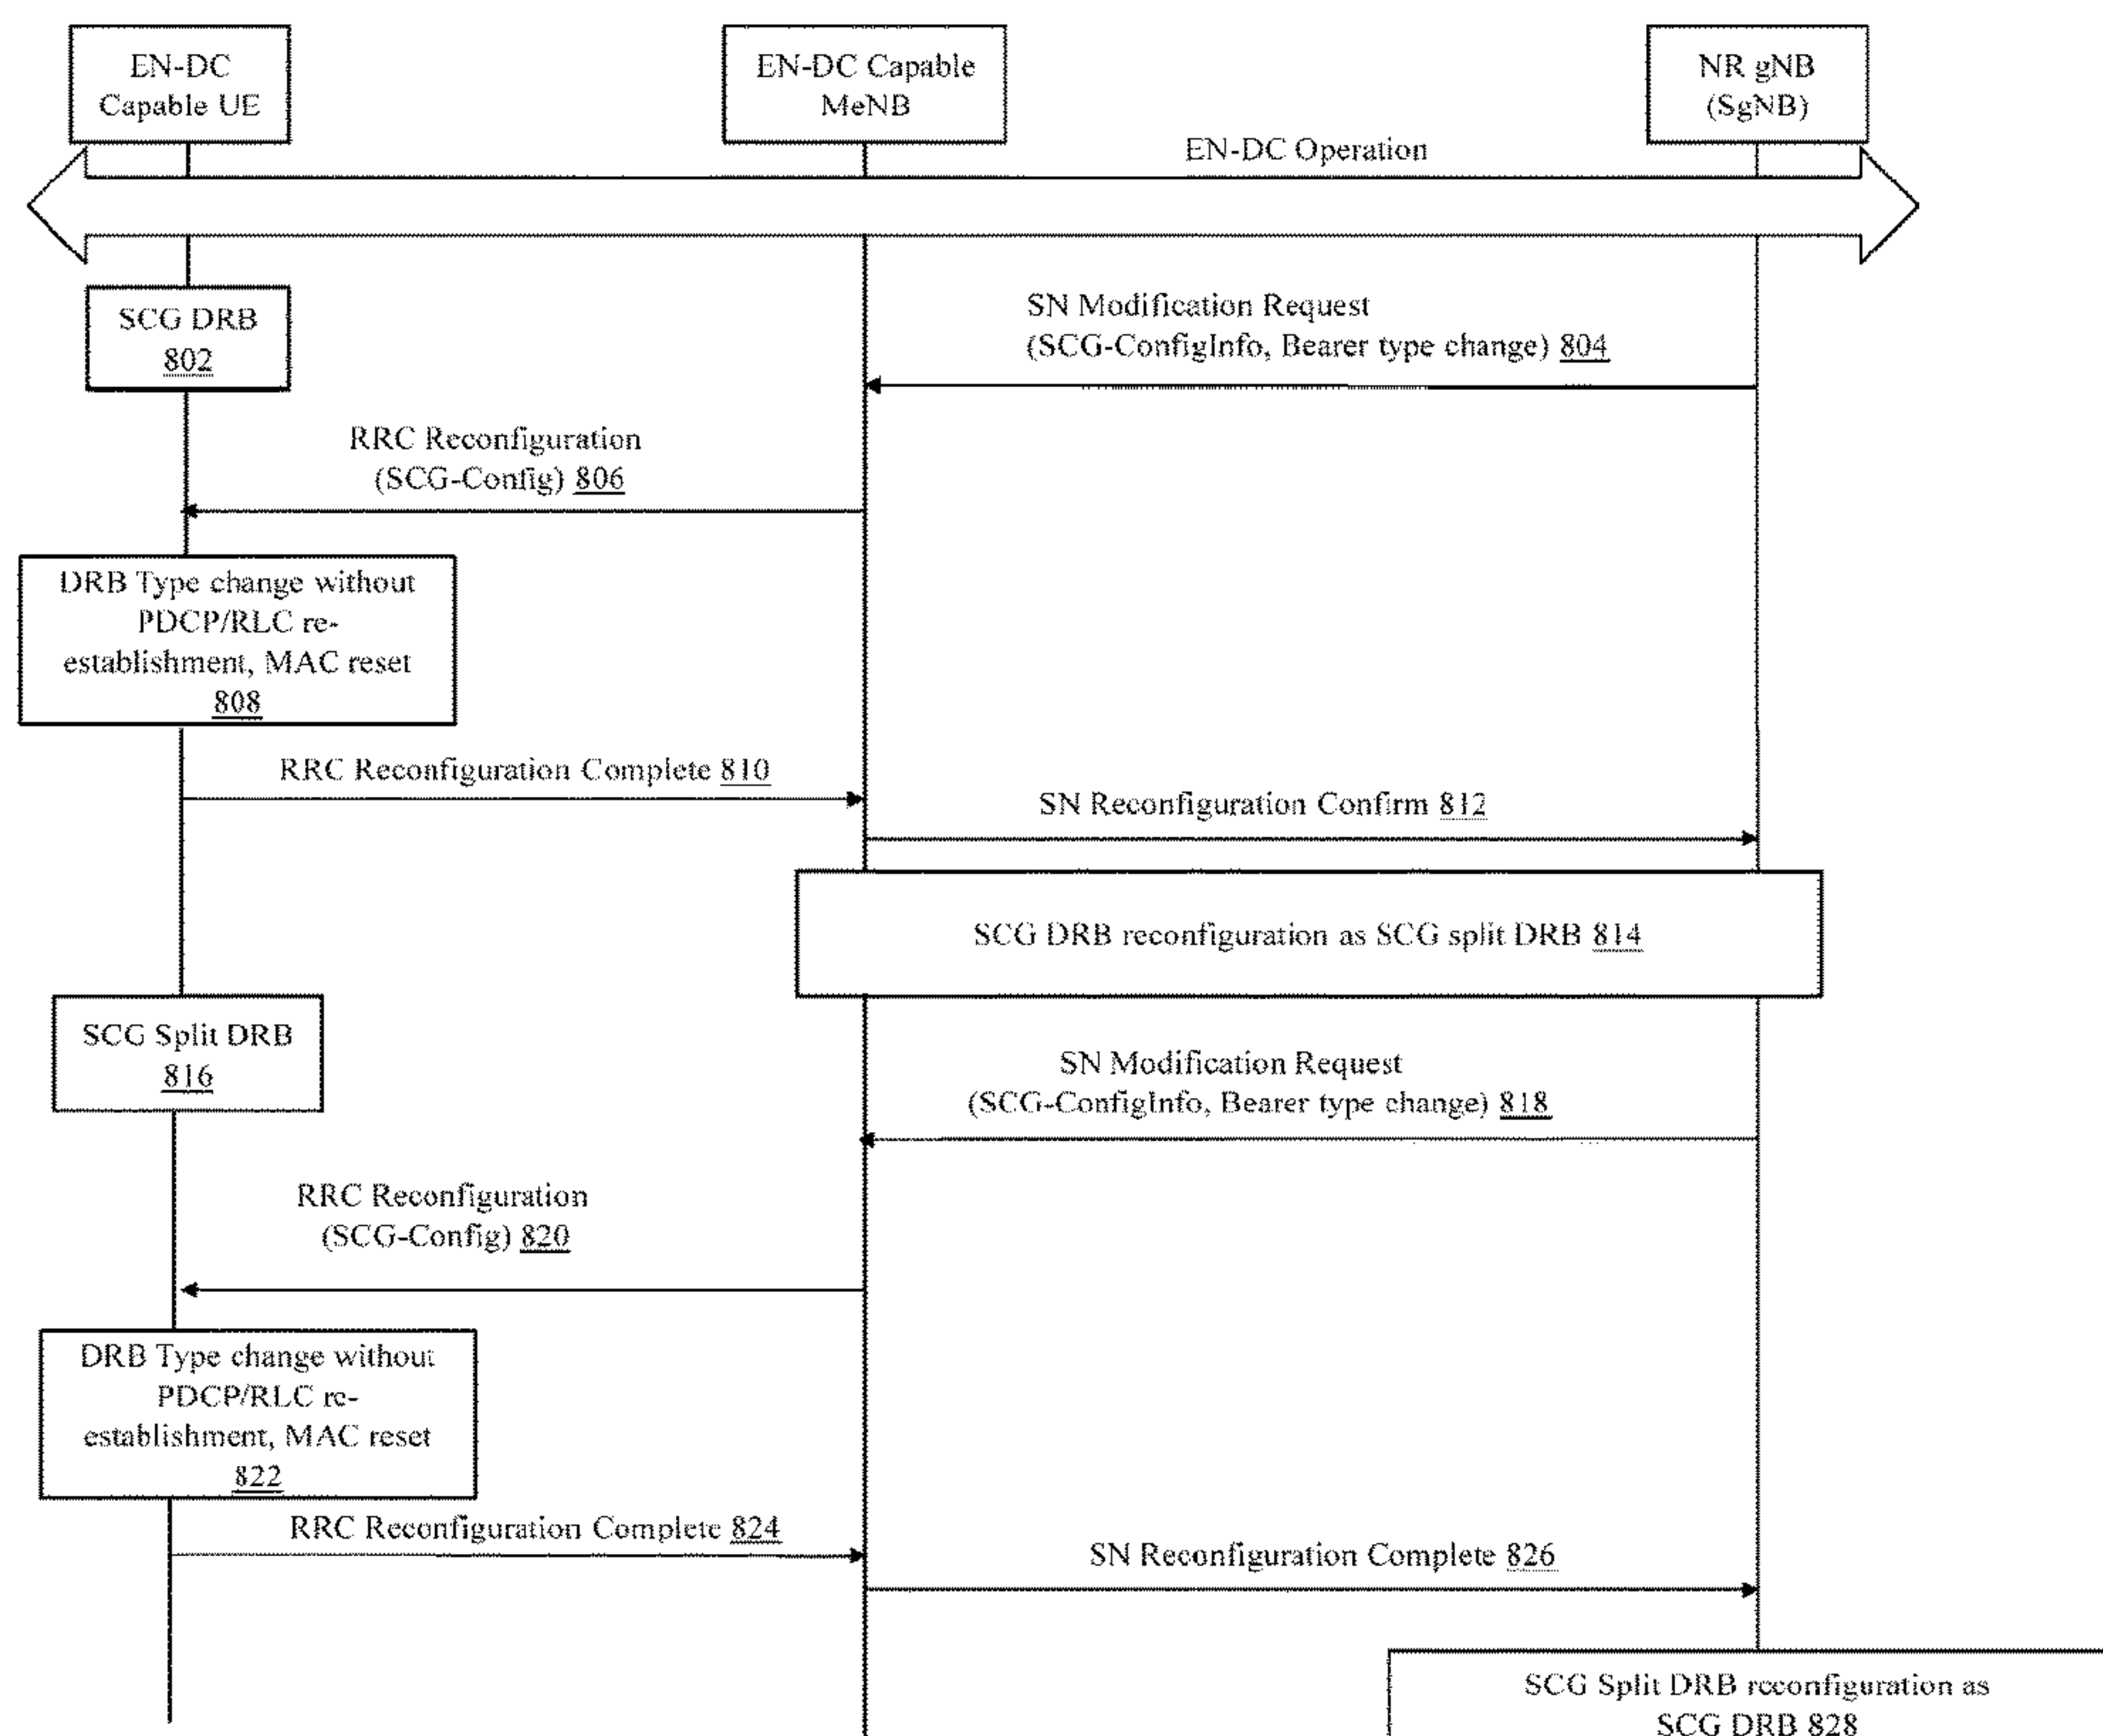 EN-DC
Capable UE
EN-DC Capable
MeNB
NR gNB
(SgNB)
EN-DC Operation
SCG DRB
802
SN Modification Request
(SCG-ConfigInfo, Bearer type change) 804
RRC Reconfiguration
(SCG-Config) 806
DRB Type change without
PDCP/RLC re-
establishment, MAC reset
808
RRC Reconfiguration Complete 810
SN Reconfiguration Confirm 812
SCG DRB reconfiguration as SCG split DRB 814
SCG Split DRB
816
SN Modification Request
(SCG-ConfigInfo, Bearer type change) 818
RRC Reconfiguration
(SCG-Config) 820
DRB Type change without
PDCP/RLC re-
establishment, MAC reset
822
RRC Reconfiguration Complete 824
SN Reconfiguration Complete 826
SCG Split DRB reconfiguration as
SCG DRB 828